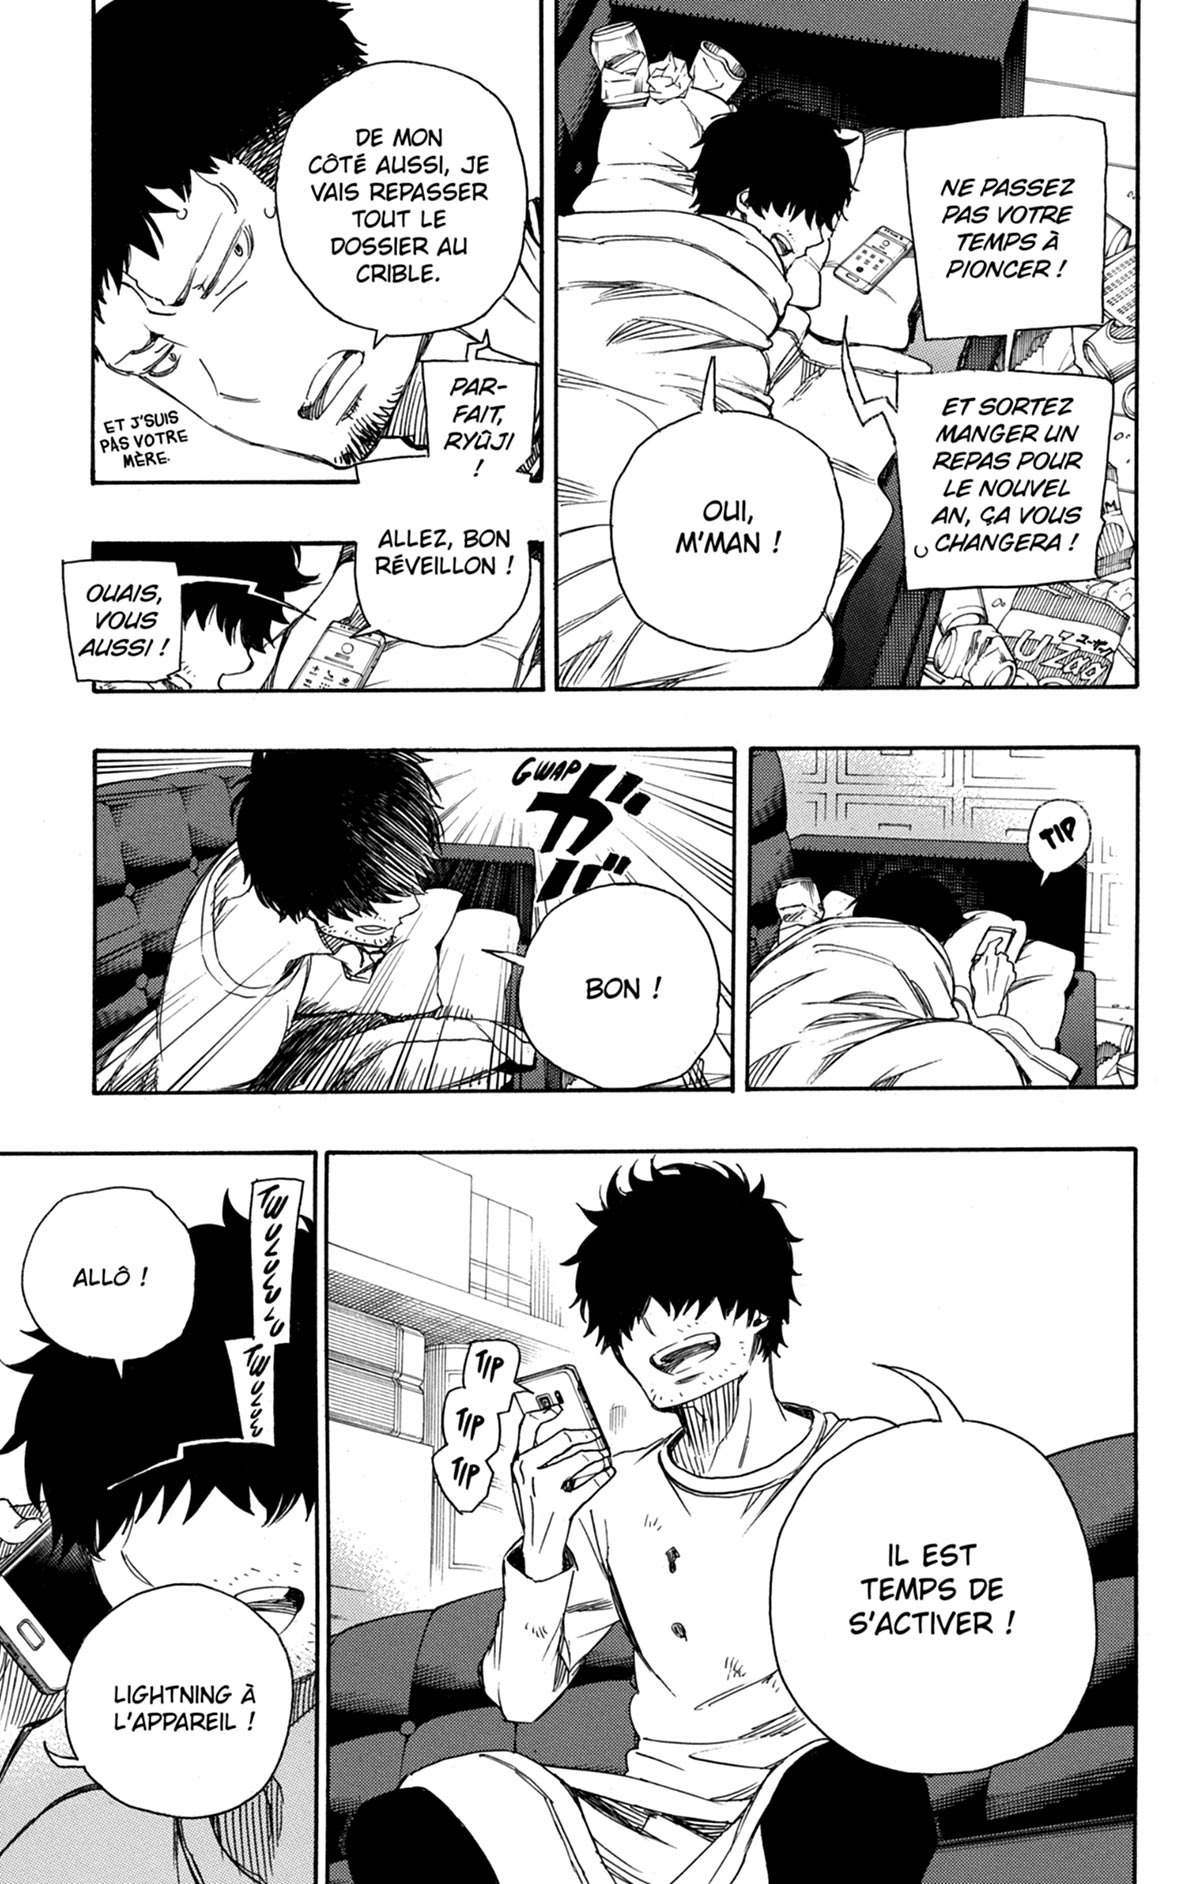 NE PASSEZ
PAS VOTRE
TEMPS À
PIONCER !
ET SORTEZ
MANGER UN
REPAS POUR
LE NOUVEL
AN, ÇA VOUS
CHANGERA !
OUI,
M'MAN !
DE MON
CÔTÉ AUSSI, JE
VAIS REPASSER
TOUT LE
DOSSIER AU
CRIBLE.
PAR-
FAIT,
RYÛJI
!
ET J'SUIS
PAS VOTRE
MÈRE.
ALLEZ, BON
RÉVEILLON !
OUAIS,
VOUS
AUSSI !
TIP
GWAP
ガバ
BON !
TIP
TIP
TIP
IL EST
TEMPS DE
S'ACTIVER !
ALLÔ !
LIGHTNING À
L'APPAREIL !